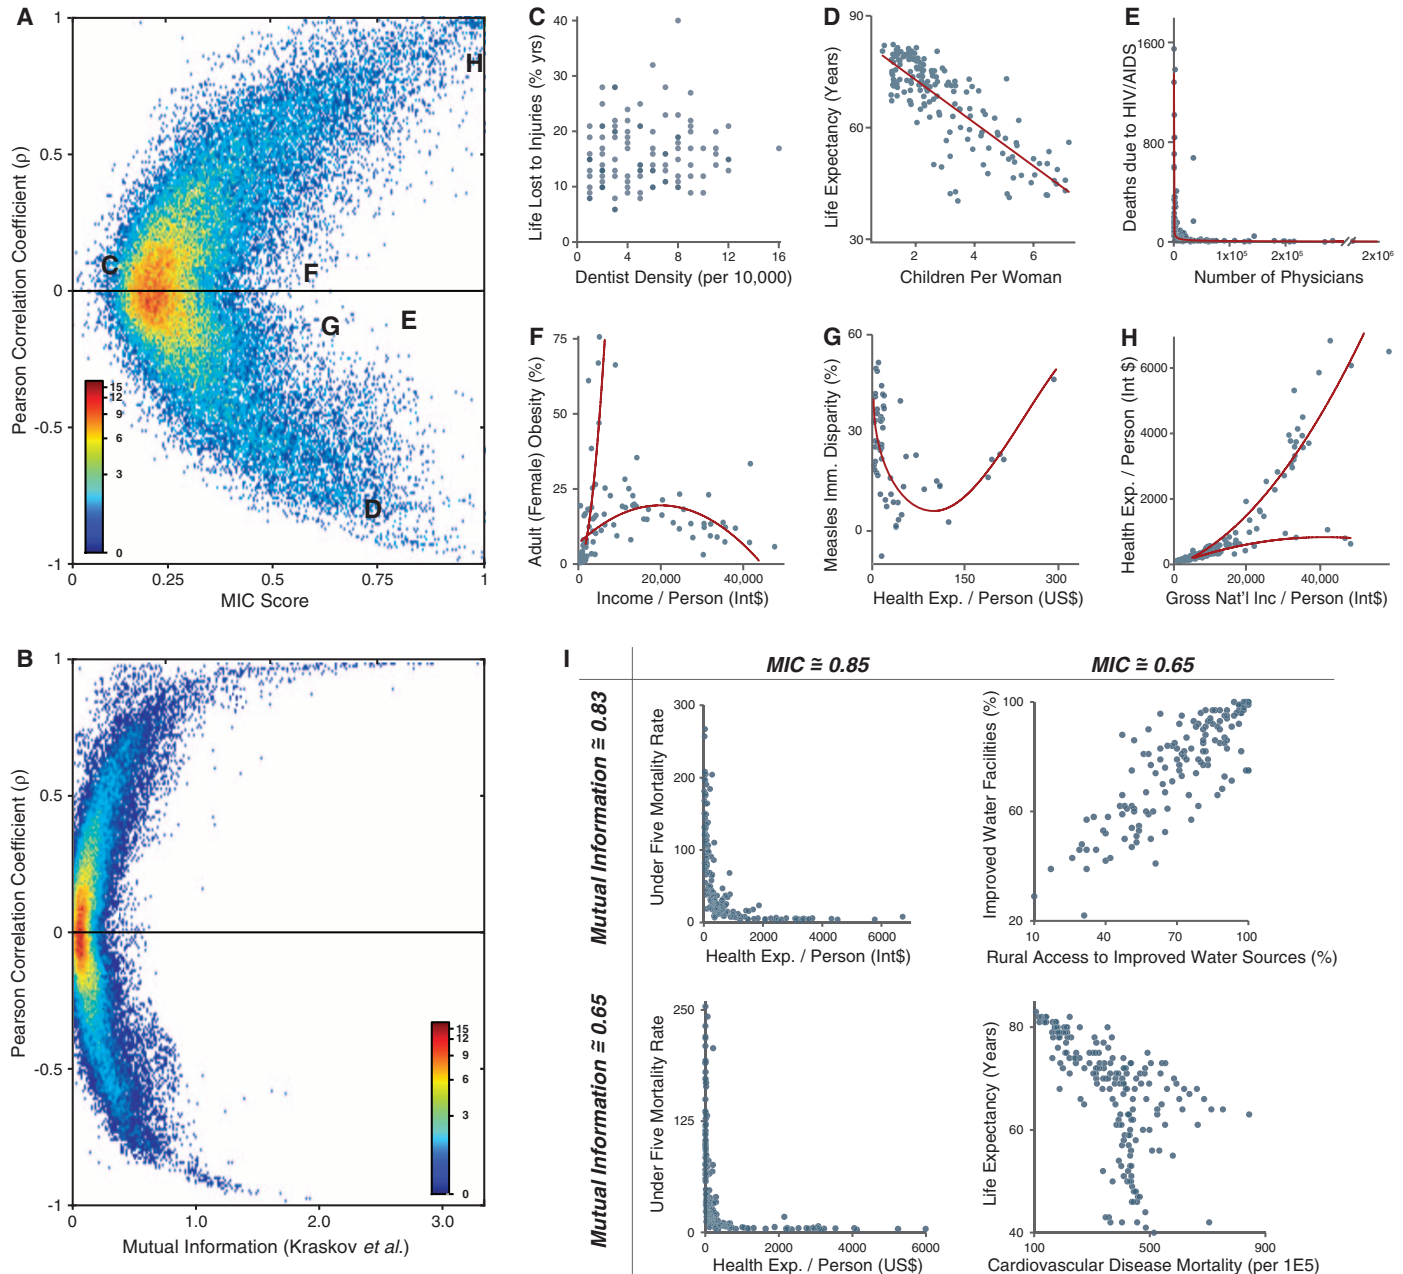 A
1
0.5
0
-0.5
-1
Pearson Correlation Coefficient (ρ)
C
F
G
E
D
H
15
12
9
6
3
0
0
0.25
0.5
0.75
1
MIC Score
B
1
0.5
0
-0.5
-1
Pearson Correlation Coefficient (ρ)
15
12
9
6
3
0
0
1.0
2.0
3.0
Mutual Information (Kraskov et al.)
C
40
30
20
10
0
Life Lost to Injuries (% yrs)
0
4
8
12
16
Dentist Density (per 10,000)
D
90
60
30
Life Expectancy (Years)
2
4
6
Children Per Woman
E
1600
800
0
Deaths due to HIV/AIDS
0
1x10⁵
2x10⁵
2x10⁶
Number of Physicians
F
75
50
25
0
Adult (Female) Obesity (%)
0
20,000
40,000
Income / Person (Int$)
G
60
30
0
Measles Imm. Disparity (%)
0
150
300
Health Exp. / Person (US$)
H
6000
4000
2000
0
Health Exp. / Person (Int $)
0
20,000
40,000
Gross Nat'l Inc / Person (Int$)
I
MIC ≅ 0.85
MIC ≅ 0.65
Mutual Information ≅ 0.83
300
200
100
0
Under Five Mortality Rate
0
2000
4000
6000
Health Exp. / Person (Int$)
100
60
20
Improved Water Facilities (%)
10
40
70
100
Rural Access to Improved Water Sources (%)
Mutual Information ≅ 0.65
250
125
0
Under Five Mortality Rate
0
2000
4000
6000
Health Exp. / Person (US$)
80
60
40
Life Expectancy (Years)
100
500
900
Cardiovascular Disease Mortality (per 1E5)